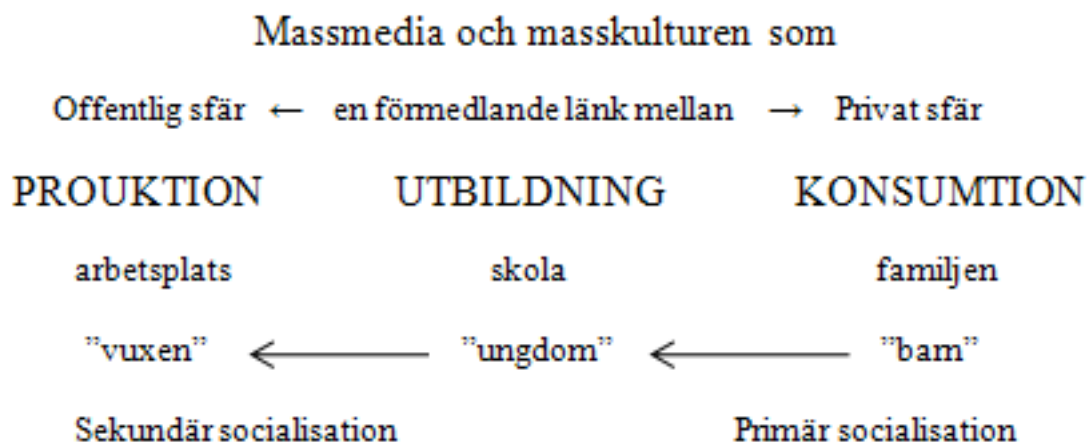 Massmedia och masskulturen som
Offentlig sfär ← en förmedlande länk mellan → Privat sfär
PROUKTION UTBILDNING KONSUMTION
arbetsplats skola familjen
”vuxen” ← ”ungdom” ← ”barn”
Sekundär socialisation Primär socialisation